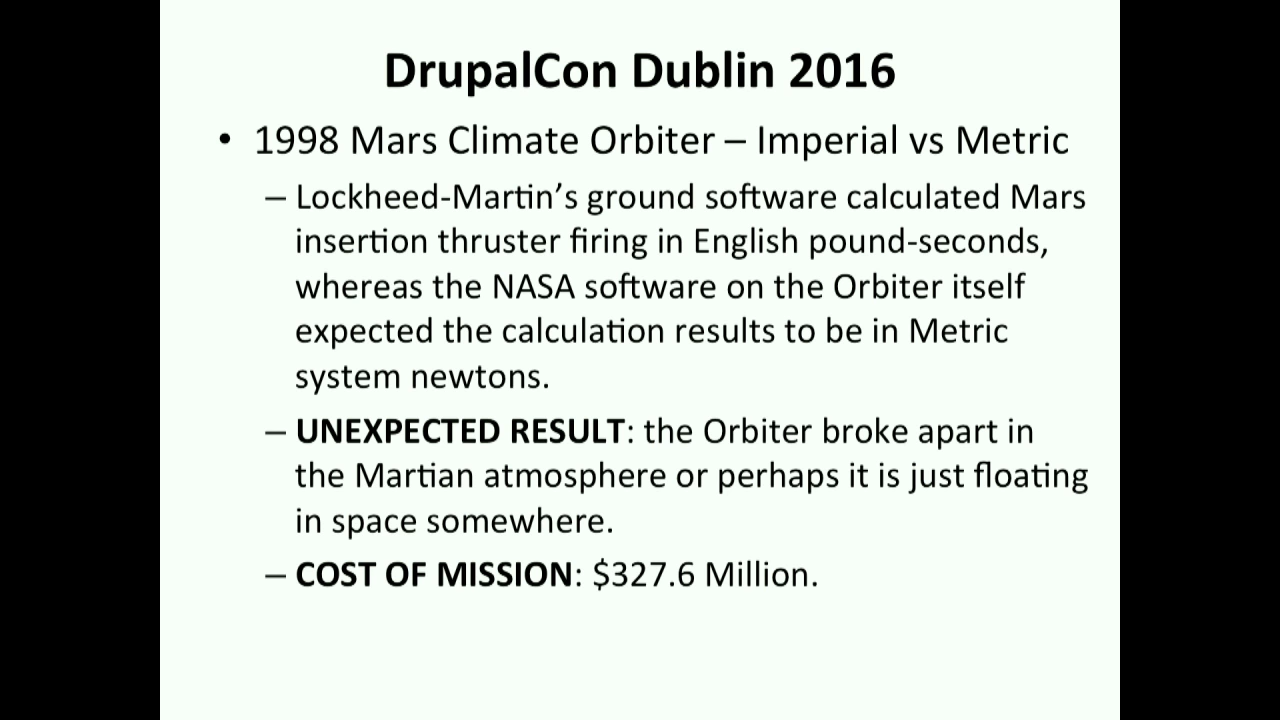 DrupalCon Dublin 2016
• 1998 Mars Climate Orbiter – Imperial vs Metric
– Lockheed-Martin’s ground software calculated Mars
insertion thruster firing in English pound-seconds,
whereas the NASA software on the Orbiter itself
expected the calculation results to be in Metric
system newtons.
– UNEXPECTED RESULT: the Orbiter broke apart in
the Martian atmosphere or perhaps it is just floating
in space somewhere.
– COST OF MISSION: $327.6 Million.